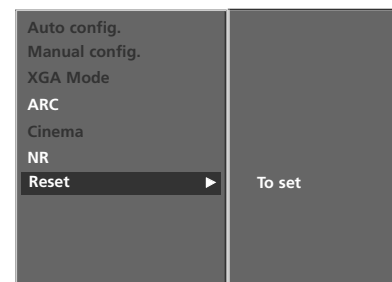 Auto config.
Manual config.
XGA Mode
ARC
Cinema
NR
Reset ► To set